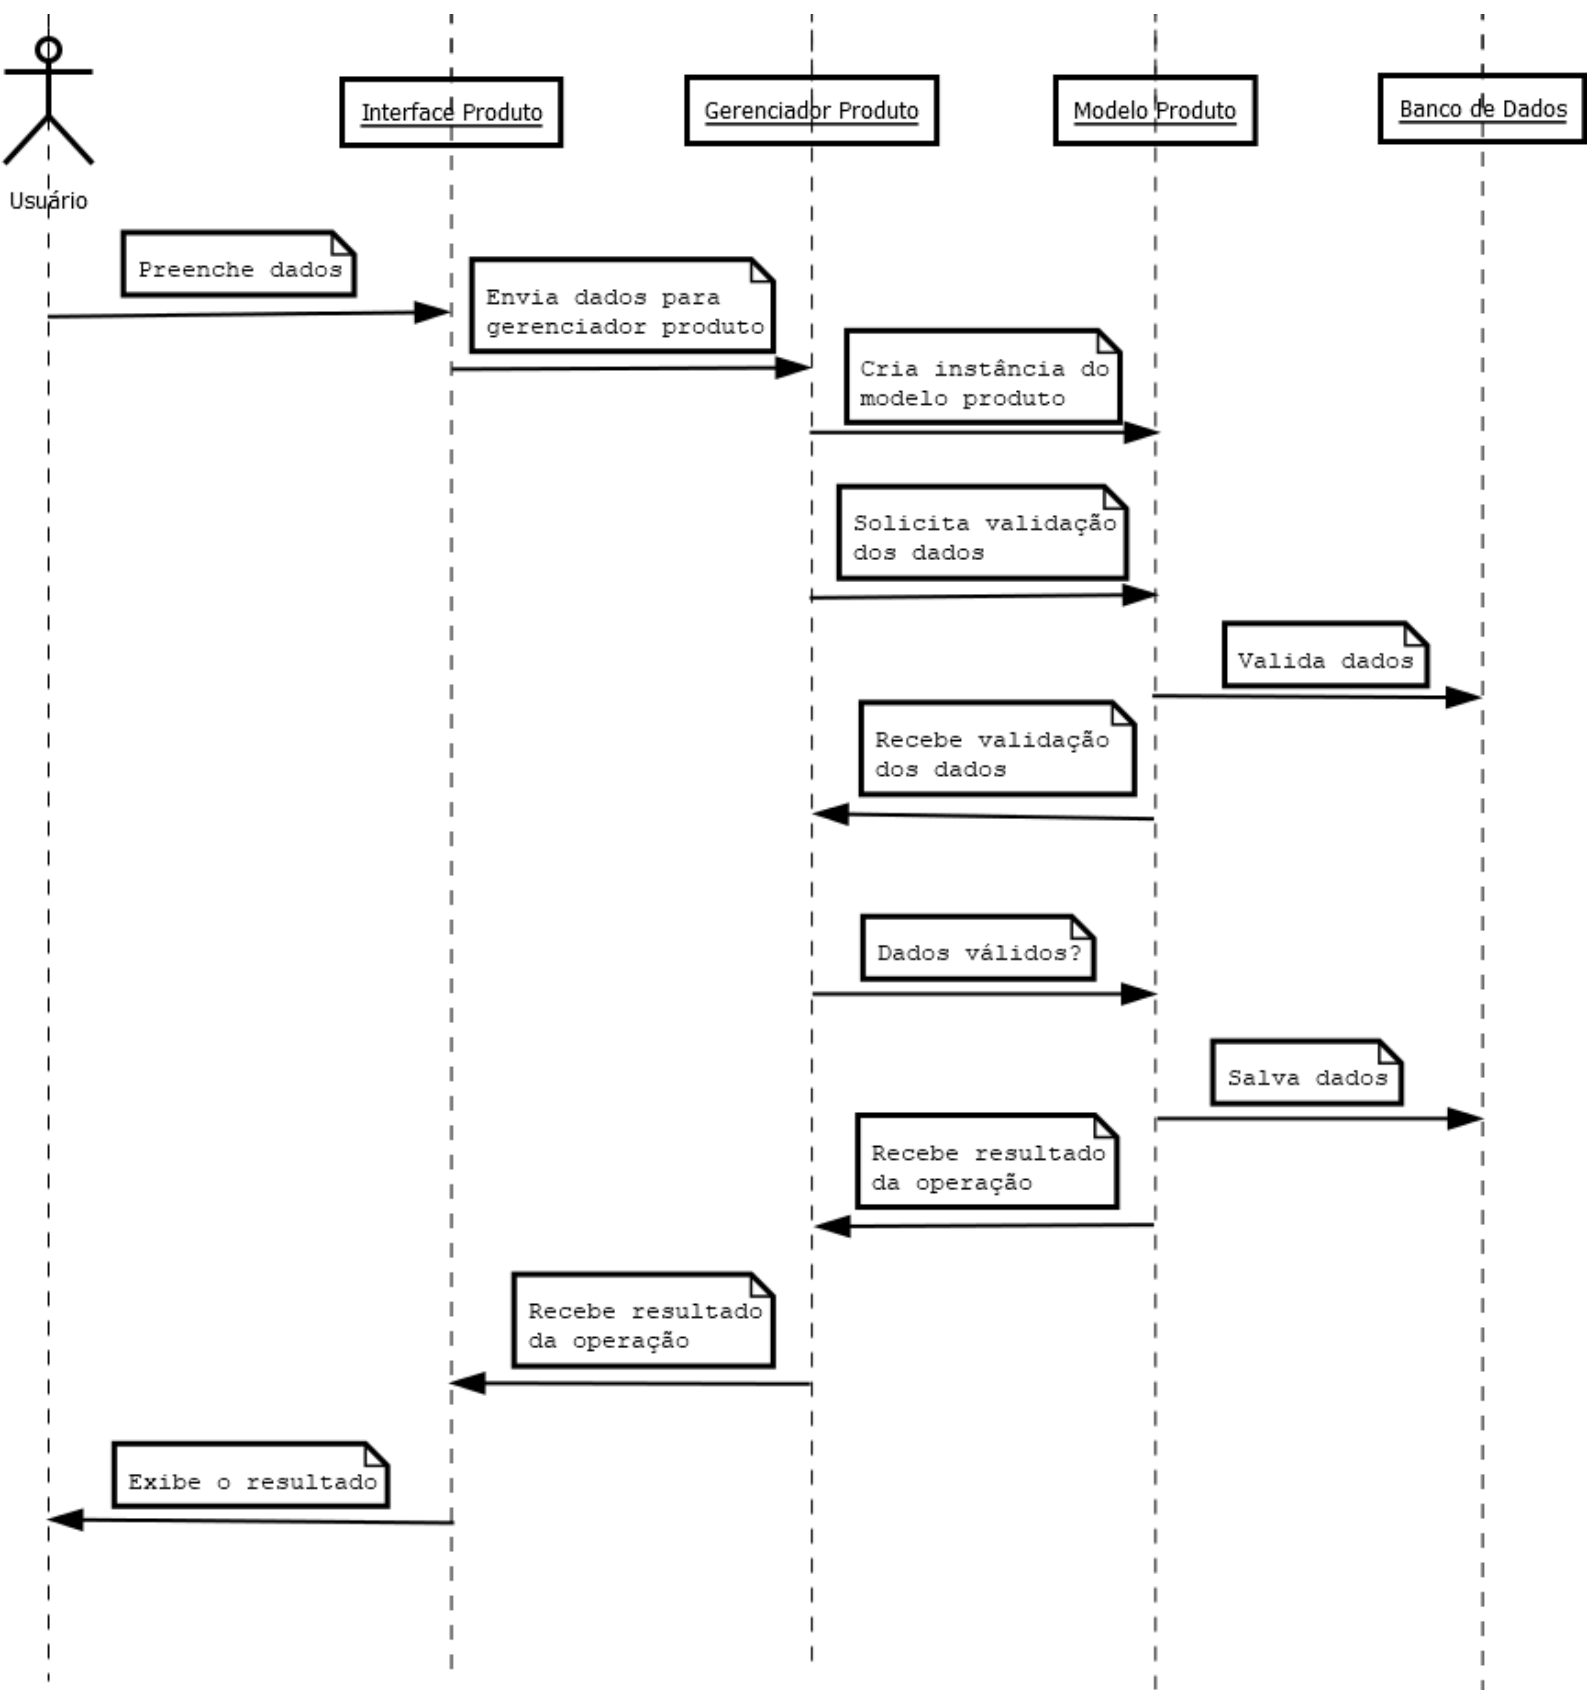 Interface Produto
Gerenciador Produto
Modelo Produto
Banco de Dados
Usuário
Preenche dados
Envia dados para
gerenciador produto
Cria instância do
modelo produto
Solicita validação
dos dados
Valida dados
Recebe validação
dos dados
Dados válidos?
Salva dados
Recebe resultado
da operação
Recebe resultado
da operação
Exibe o resultado